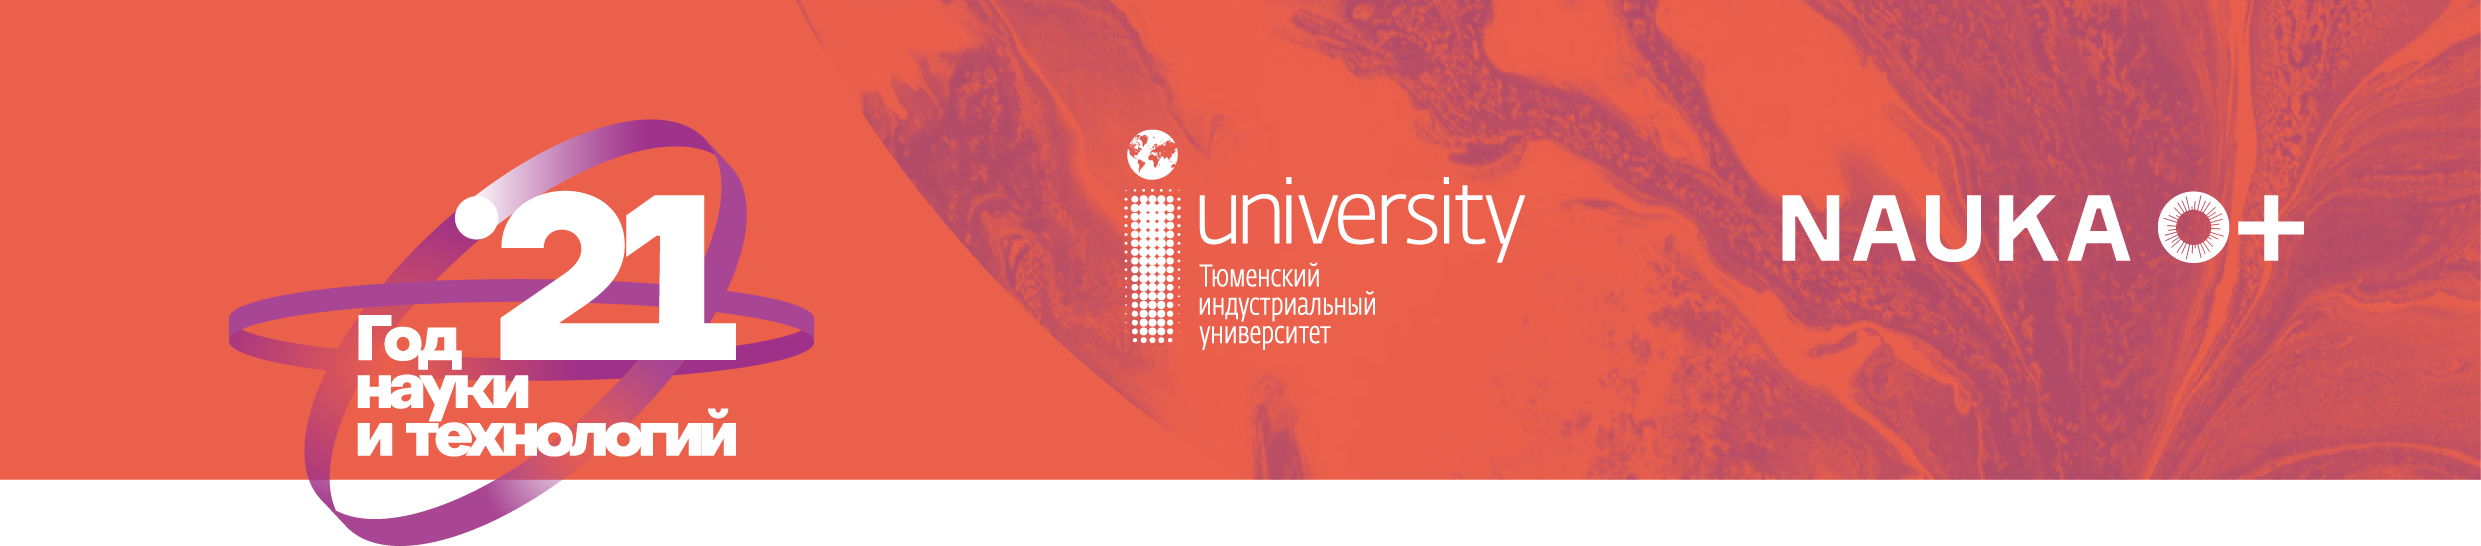 '21
Год
науки
и технологий
i university
Тюменский
индустриальный
университет
NAUKA 0+